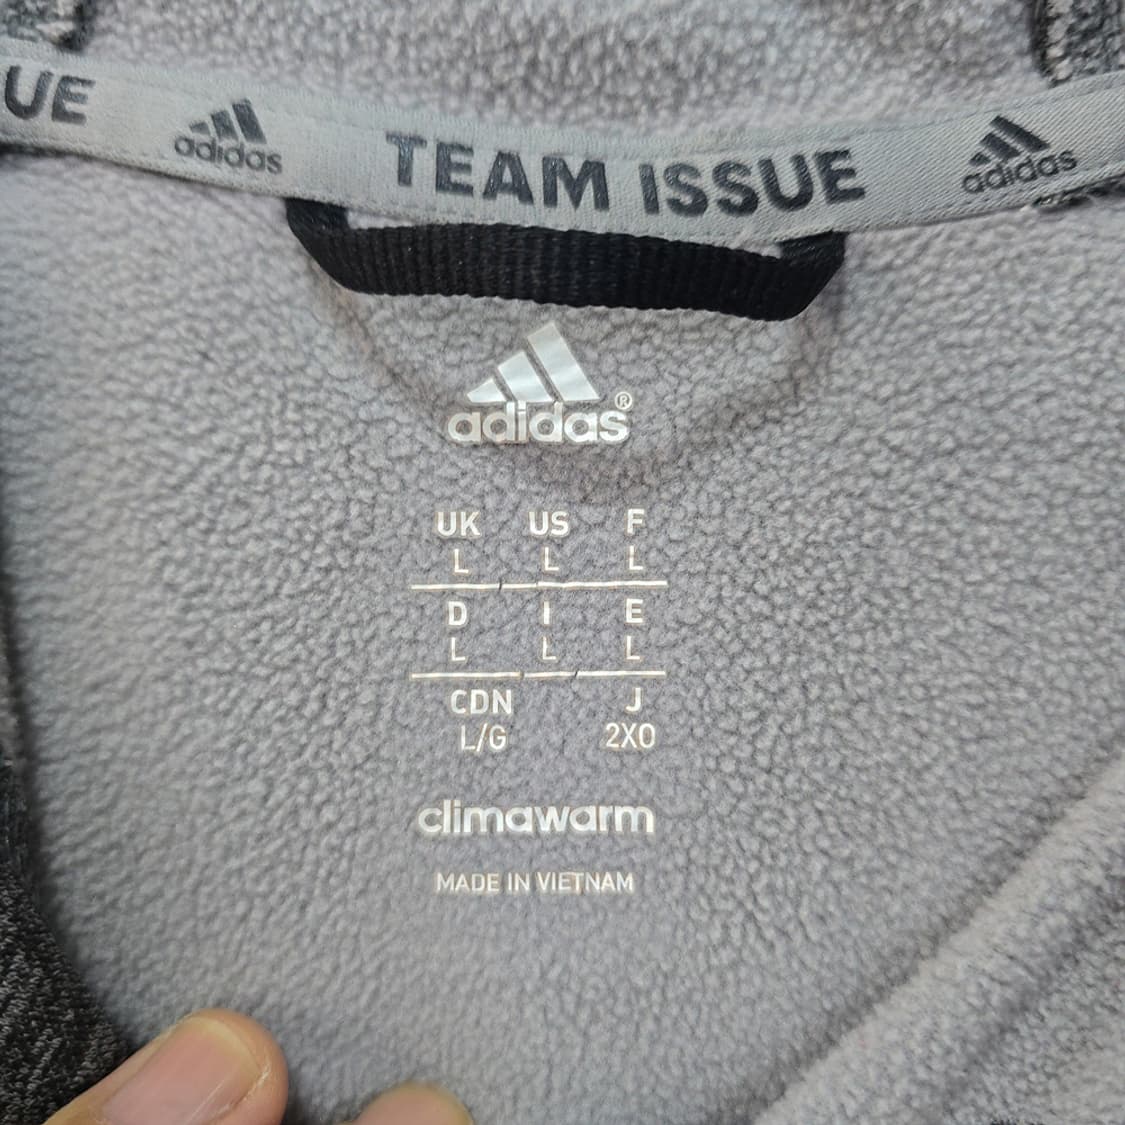 UE adidas TEAM ISSUE adidas
adidas®
UK US F
L L L
D I E
L L L
CDN J
L/G 2XO
climawarm
MADE IN VIETNAM